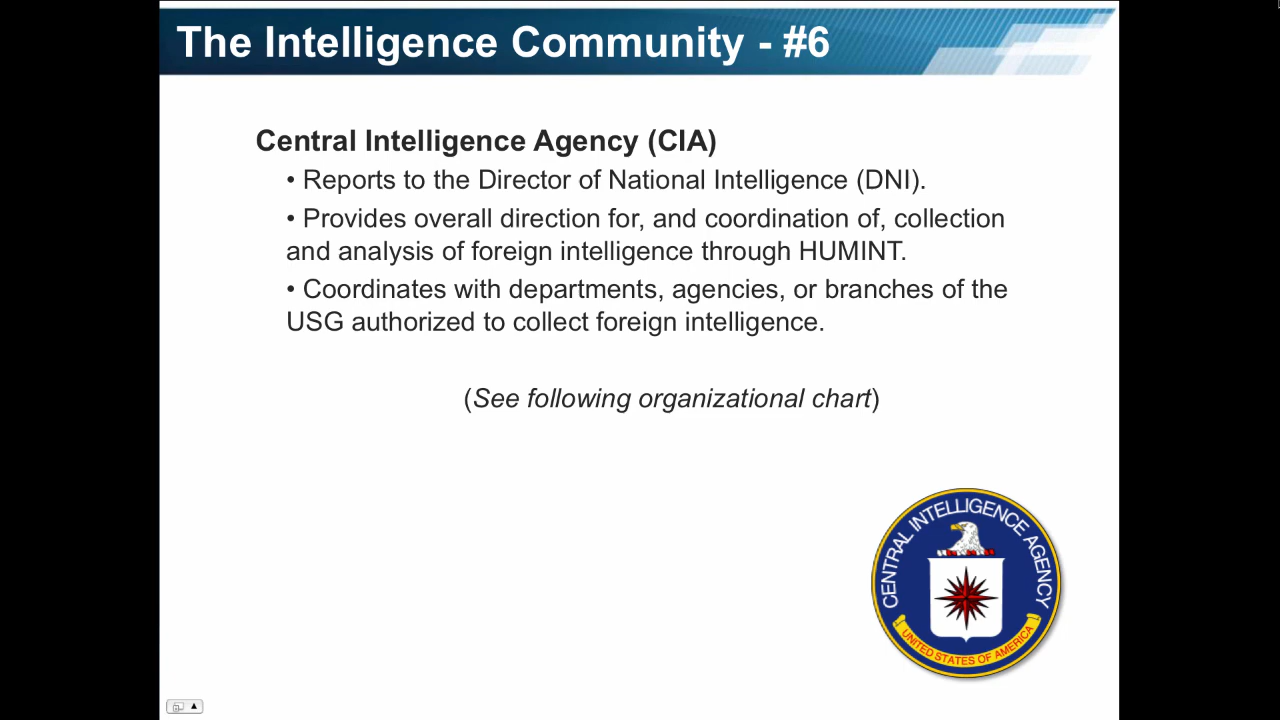 The Intelligence Community - #6
Central Intelligence Agency (CIA)
• Reports to the Director of National Intelligence (DNI).
• Provides overall direction for, and coordination of, collection
and analysis of foreign intelligence through HUMINT.
• Coordinates with departments, agencies, or branches of the
USG authorized to collect foreign intelligence.
(See following organizational chart)
CENTRAL INTELLIGENCE AGENCY
UNITED STATES OF AMERICA